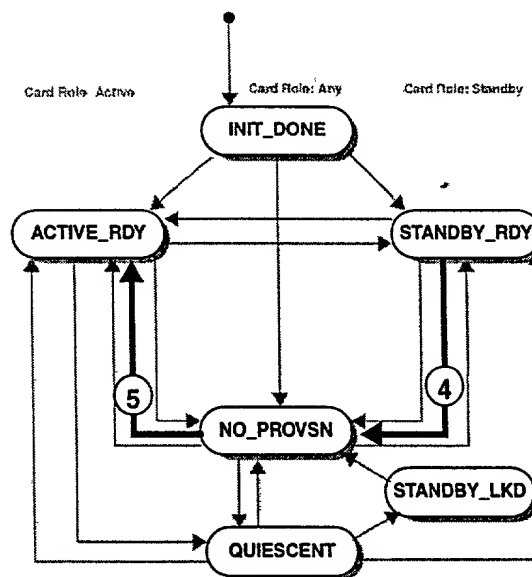 Card Role: Active
Card Role: Any
Card Role: Standby
INIT_DONE
ACTIVE_RDY
STANDBY_RDY
5
4
NO_PROVSN
STANDBY_LKD
QUIESCENT